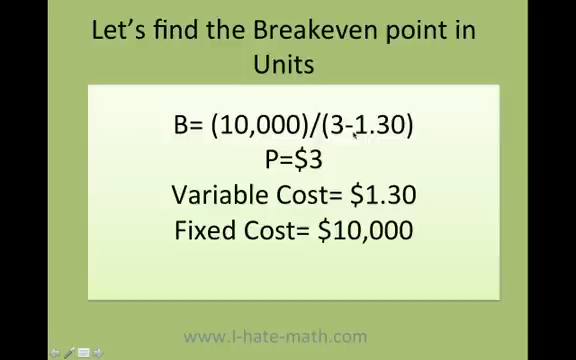 Let's find the Breakeven point in
Units
B= (10,000)/(3-1.30)
P=$3
Variable Cost= $1.30
Fixed Cost= $10,000
www.I-hate-math.com